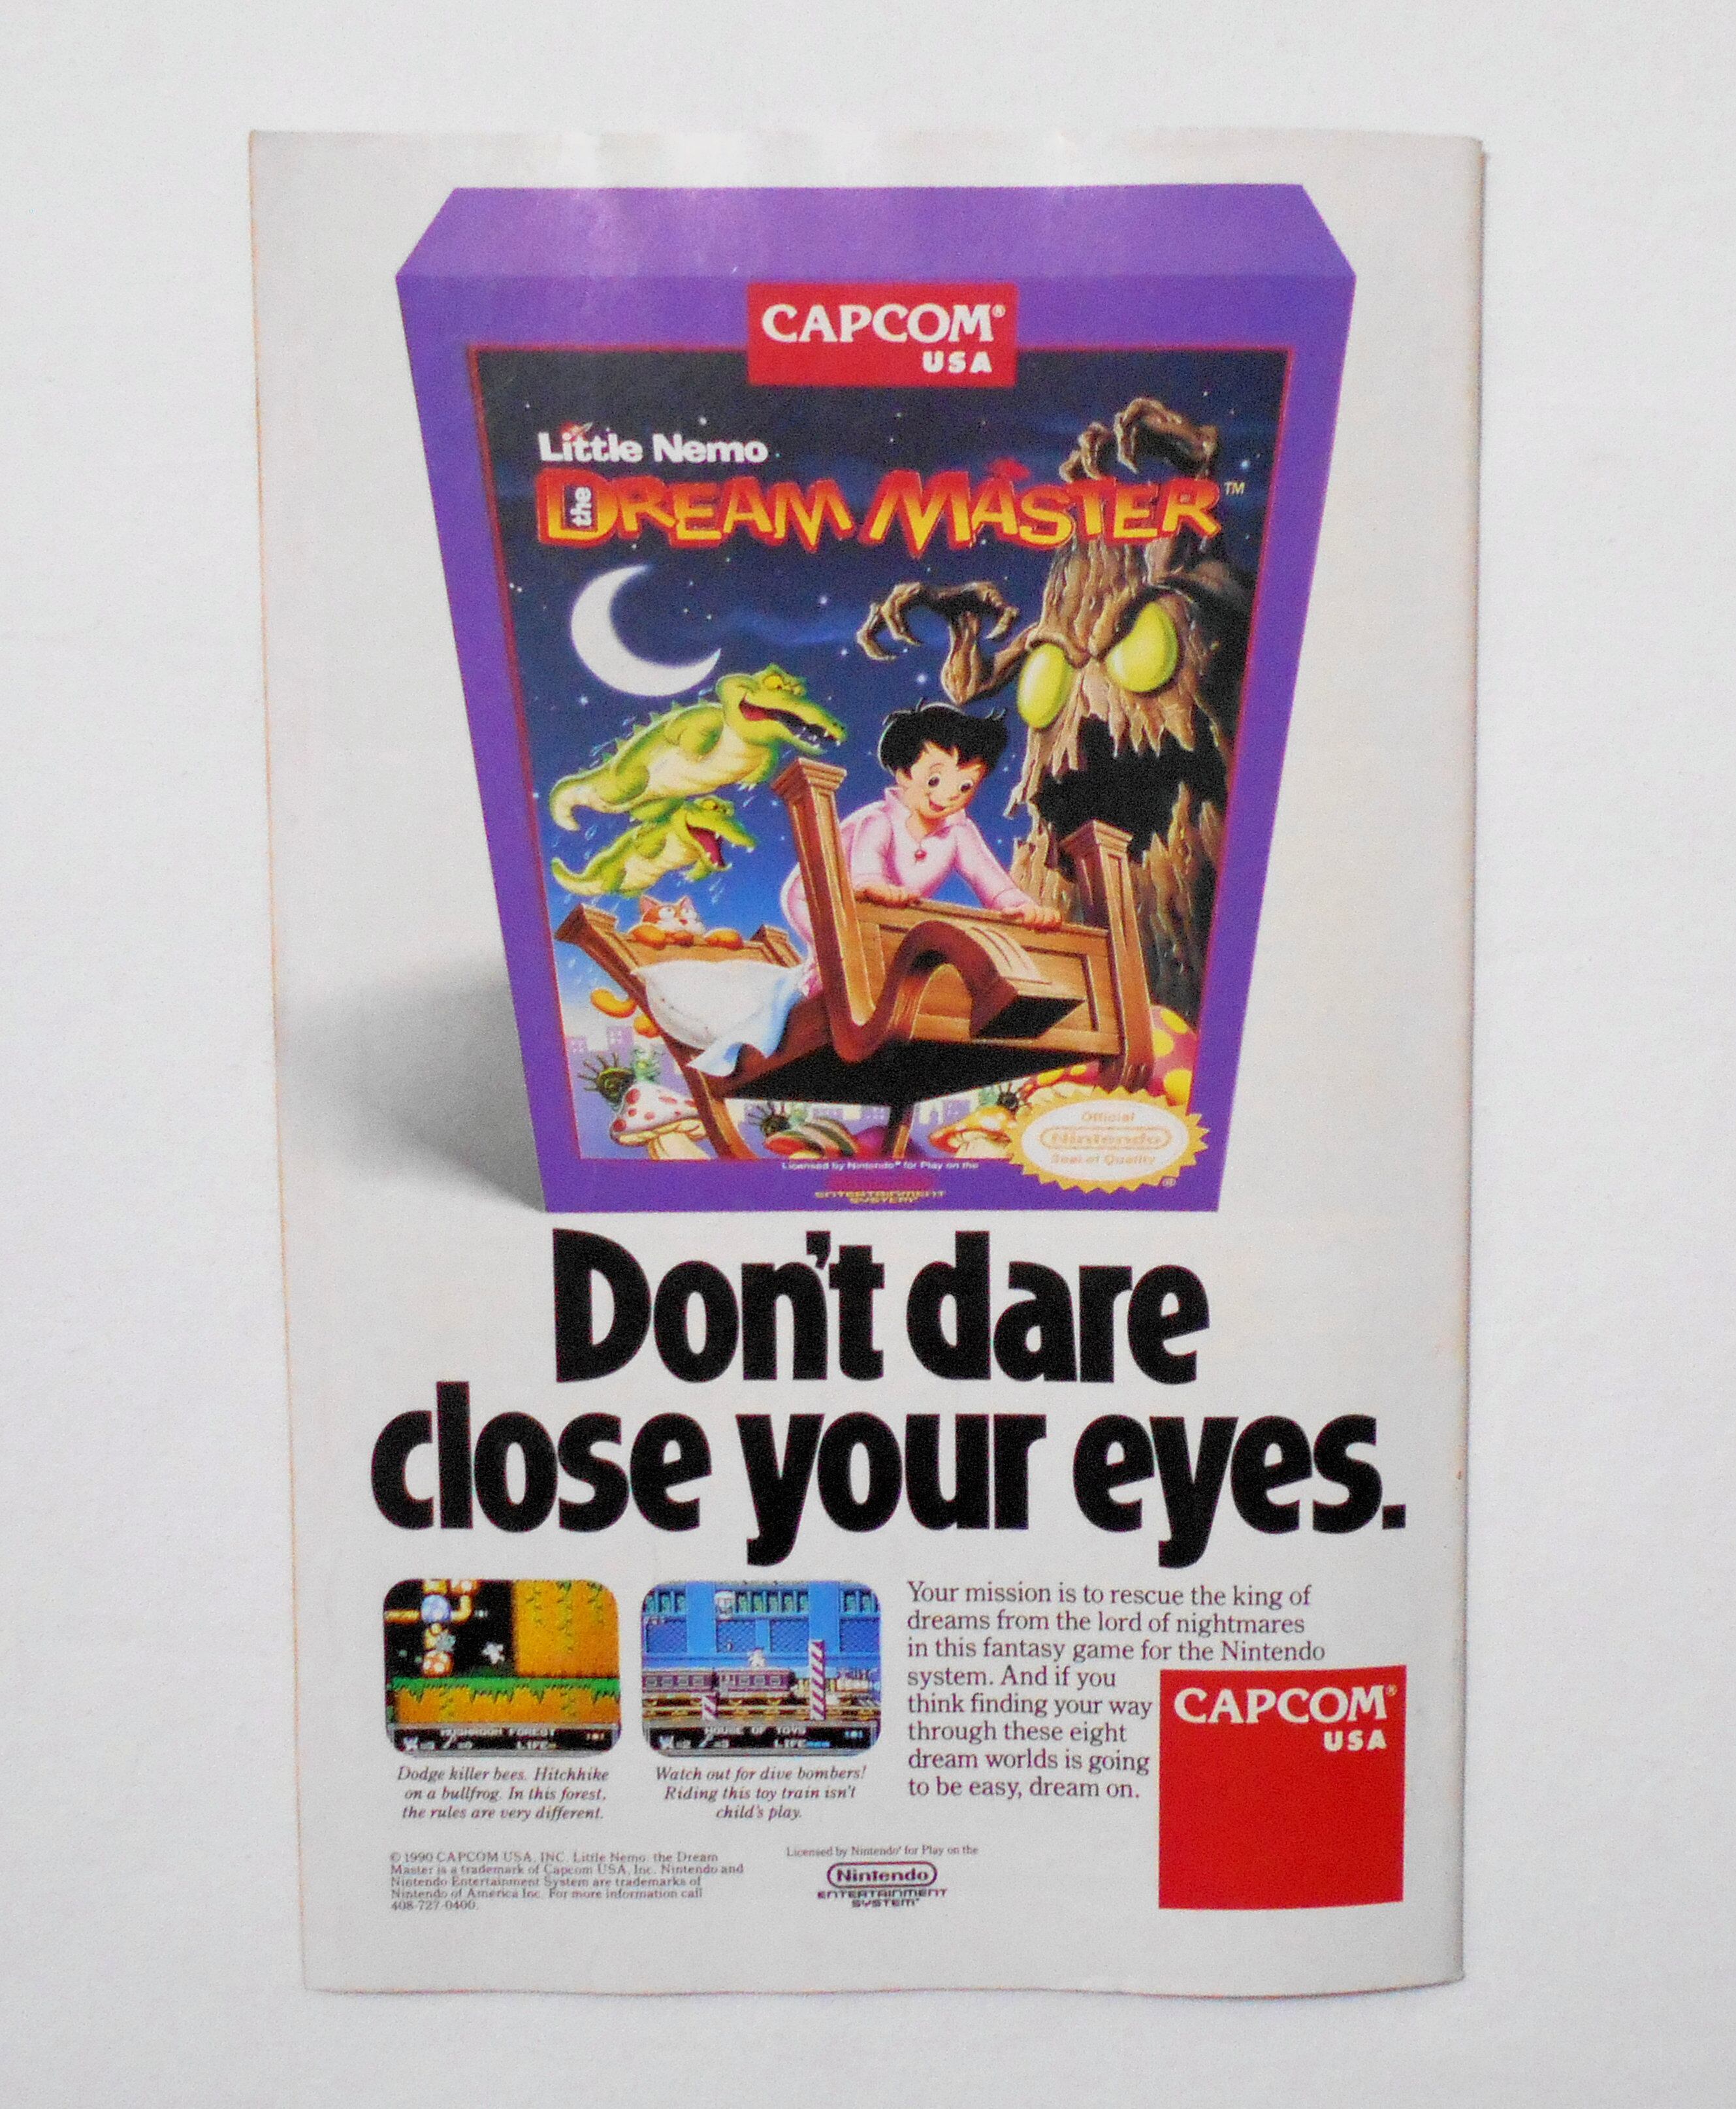 CAPCOM®
USA
Little Nemo
the DREAM MASTER™
Official
Nintendo
Seal of Quality
®
Licensed by Nintendo® for Play on the
ENTERTAINMENT
SYSTEM®
Don't dare
close your eyes.
MUSHROOM FOREST
LIFE
HOUSE OF TOYS
LIFE
Dodge killer bees. Hitchhike
on a bullfrog. In this forest,
the rules are very different.
Watch out for dive bombers!
Riding this toy train isn't
child's play.
Your mission is to rescue the king of
dreams from the lord of nightmares
in this fantasy game for the Nintendo
system. And if you
think finding your way
through these eight
dream worlds is going
to be easy, dream on.
CAPCOM®
USA
© 1990 CAPCOM USA, INC. Little Nemo, the Dream
Master is a trademark of Capcom USA, Inc. Nintendo and
Nintendo Entertainment System are trademarks of
Nintendo of America Inc. For more information call
408-727-0400.
Licensed by Nintendo® for Play on the
Nintendo
ENTERTAINMENT
SYSTEM®